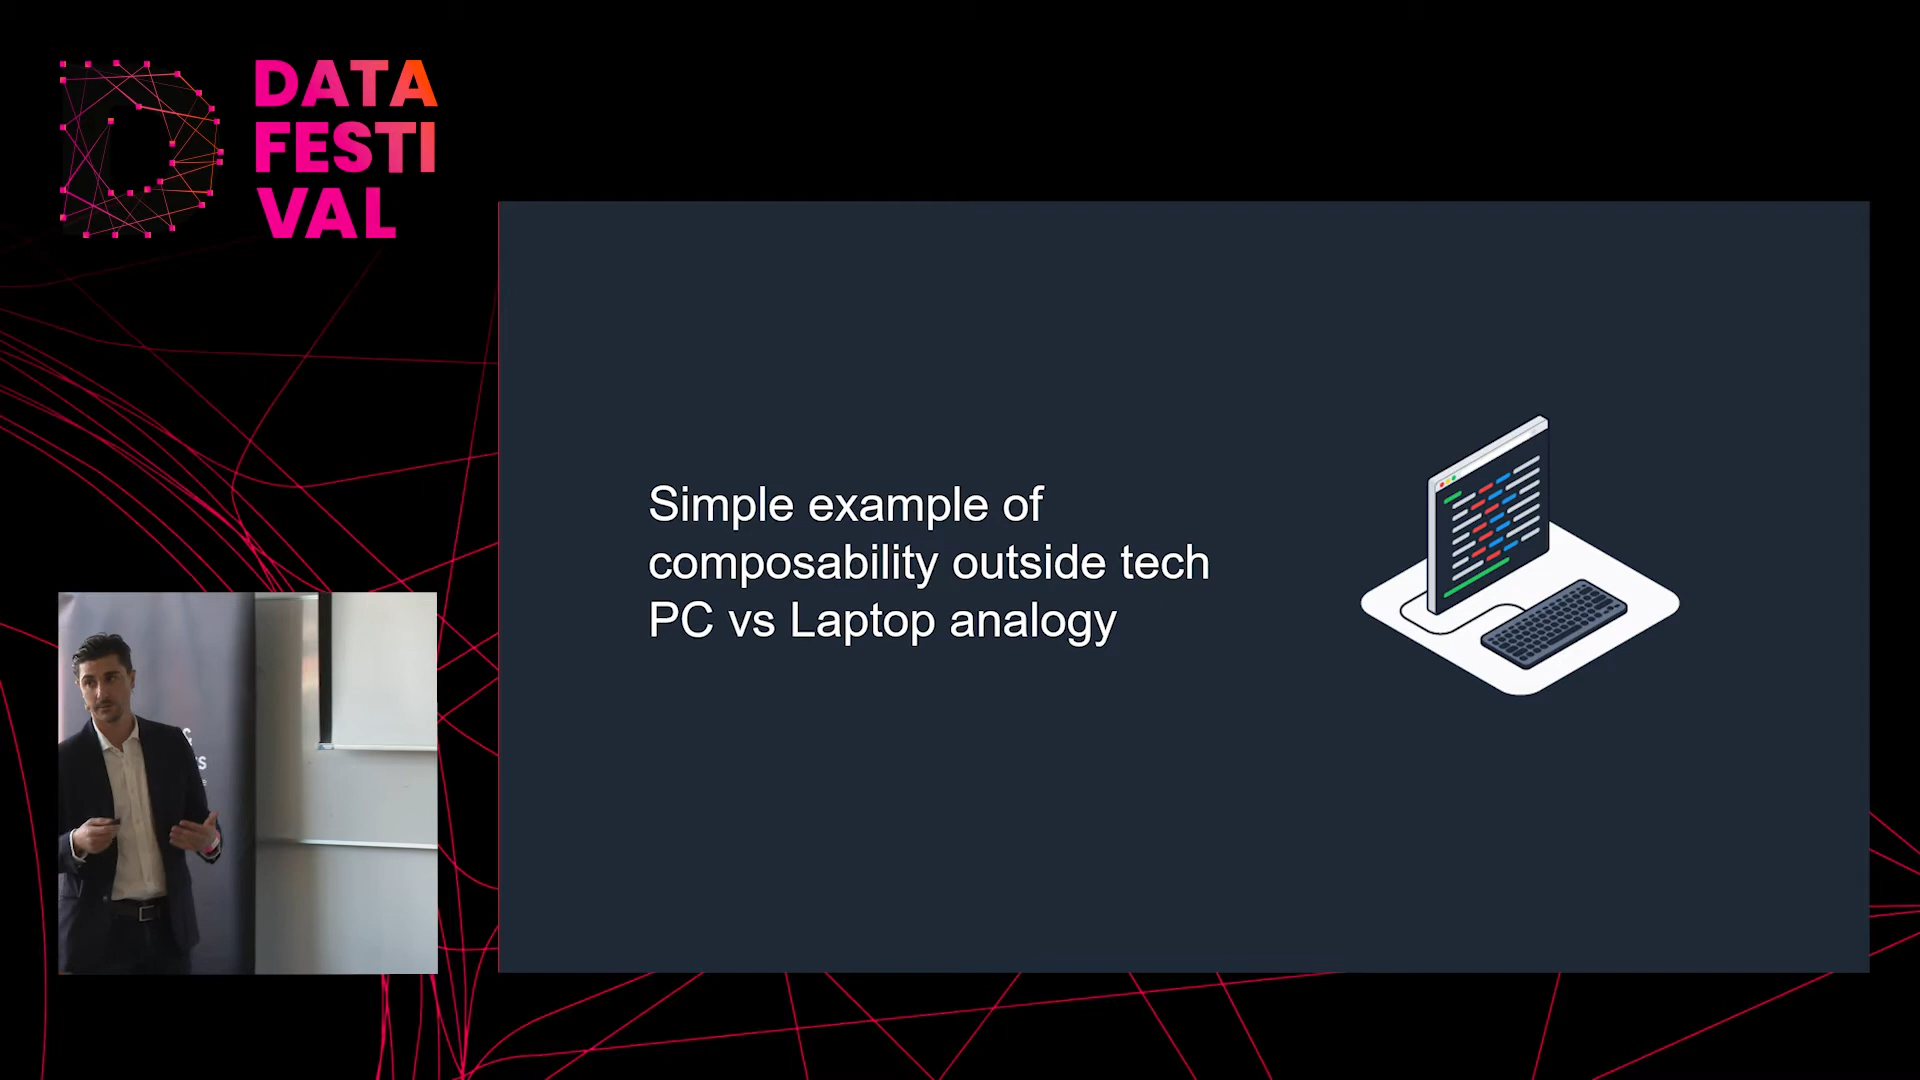 DATA
FESTI
VAL
Simple example of
composability outside tech
PC vs Laptop analogy